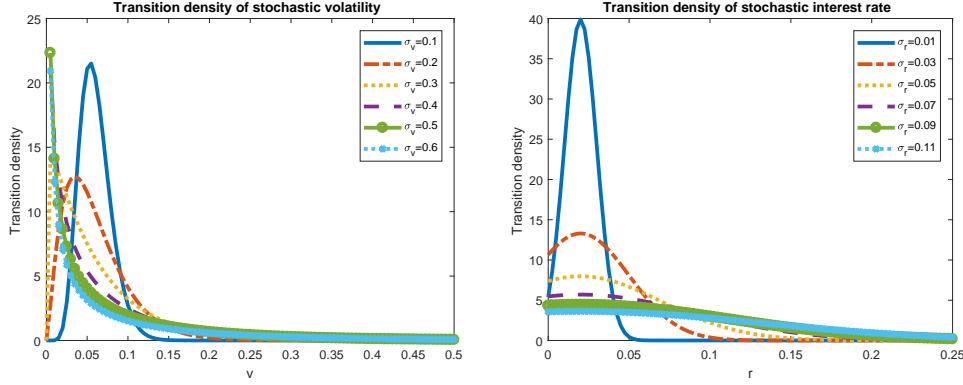 Transition density of stochastic volatility
25
20
15
10
5
0
Transition density
0
0.05
0.1
0.15
0.2
0.25
0.3
0.35
0.4
0.45
0.5
v
σv=0.1
σv=0.2
σv=0.3
σv=0.4
σv=0.5
σv=0.6
Transition density of stochastic interest rate
40
35
30
25
20
15
10
5
0
Transition density
0
0.05
0.1
0.15
0.2
0.25
r
σr=0.01
σr=0.03
σr=0.05
σr=0.07
σr=0.09
σr=0.11